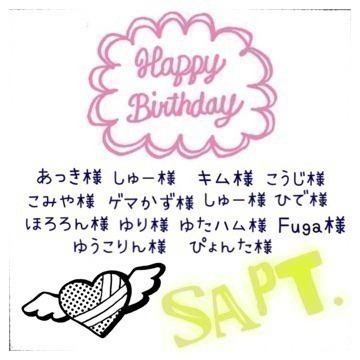 Happy
Birthday
あっき様 しゅー様 キム様 こうじ様
こみや様 ゲマかず様 しゅー様 ひで様
ほろろん様 ゆり様 ゆたハム様 Fuga様
ゆうこりん様 ぴょんた様
SAPT.